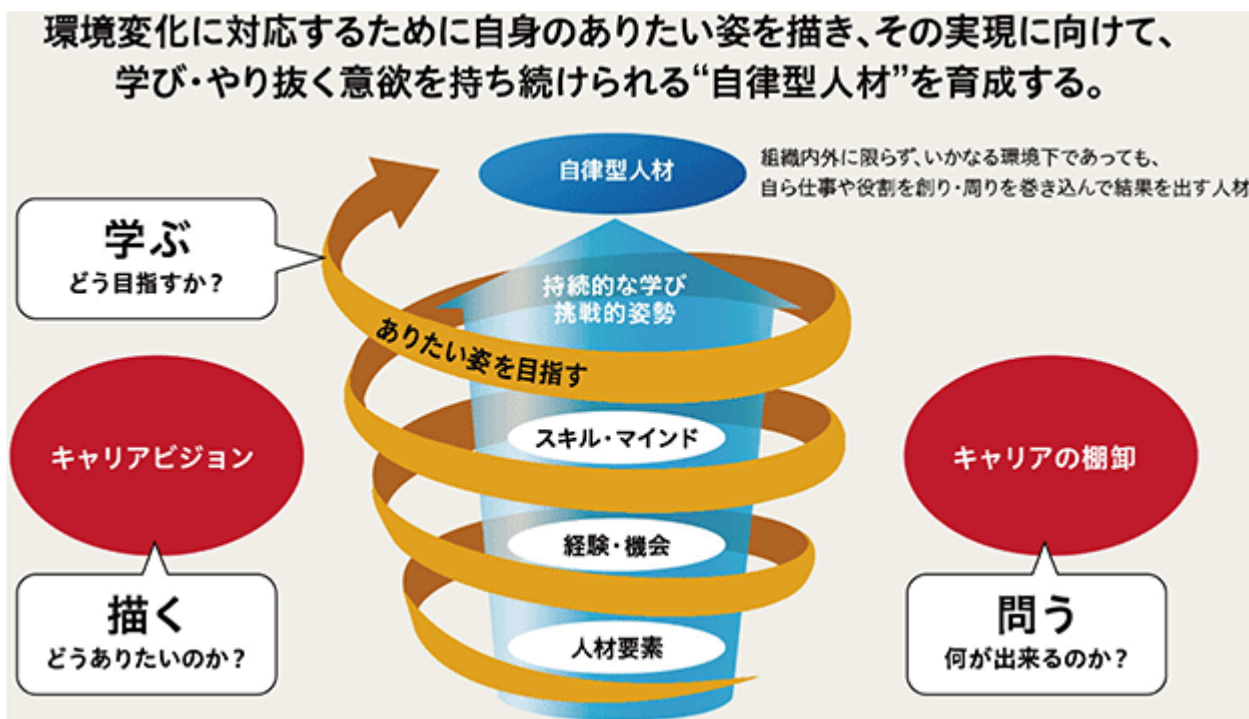 環境変化に対応するために自身のありたい姿を描き、その実現に向けて、
学び・やり抜く意欲を持ち続けられる“自律型人材”を育成する。
自律型人材
組織内外に限らず、いかなる環境下であっても、
自ら仕事や役割を創り・周りを巻き込んで結果を出す人材
学ぶ
どう目指すか？
持続的な学び
挑戦的姿勢
ありたい姿を目指す
スキル・マインド
キャリアビジョン
キャリアの棚卸
経験・機会
描く
どうありたいのか？
問う
何が出来るのか？
人材要素